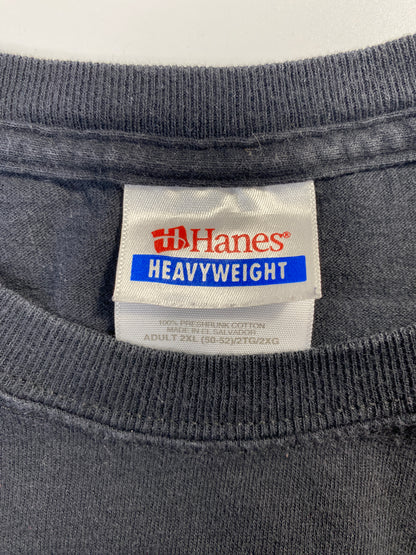 Hanes®
HEAVYWEIGHT
100% PRESHRUNK COTTON
MADE IN EL SALVADOR
ADULT 2XL (50-52)/2TG/2XG